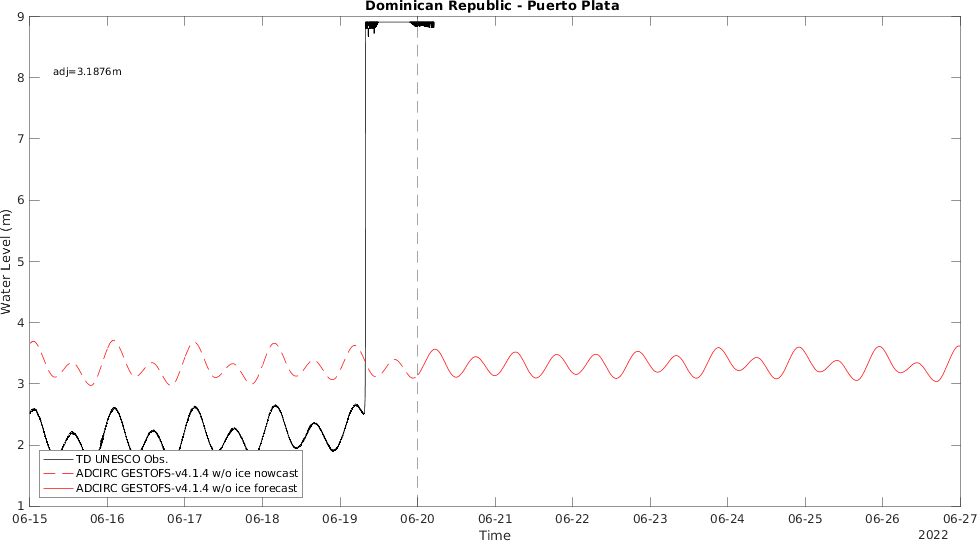 Dominican Republic - Puerto Plata
9
8
7
6
5
4
3
2
1
Water Level (m)
adj=3.1876m
TD UNESCO Obs.
ADCIRC GESTOFS-v4.1.4 w/o ice nowcast
ADCIRC GESTOFS-v4.1.4 w/o ice forecast
06-15 06-16 06-17 06-18 06-19 06-20 06-21 06-22 06-23 06-24 06-25 06-26 06-27
Time
2022